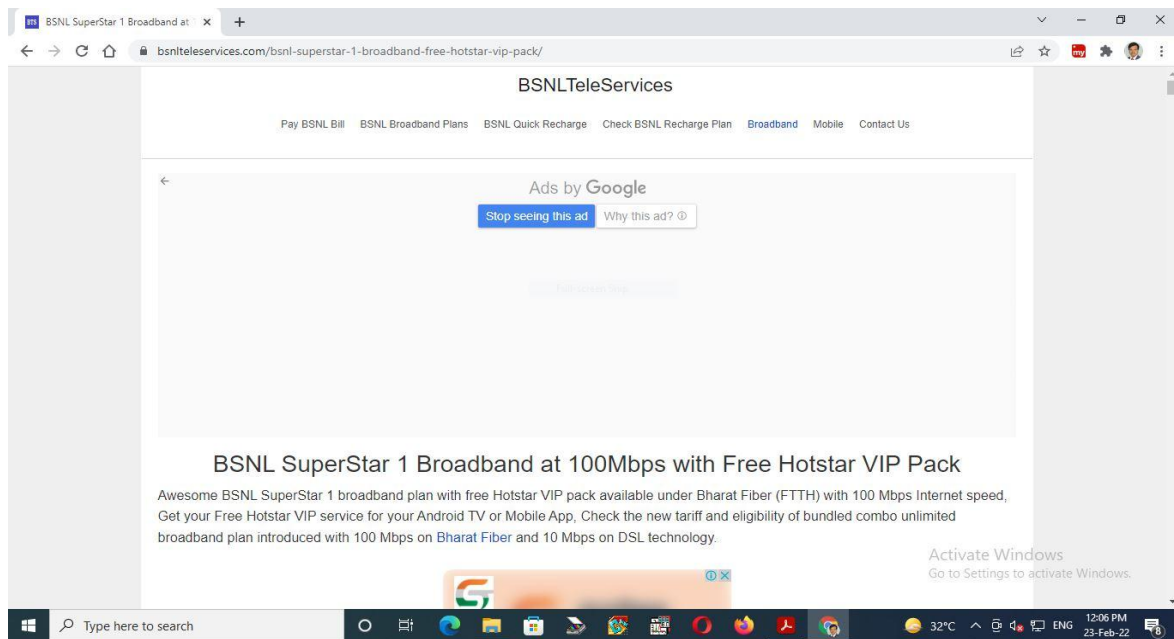 BTS BSNL SuperStar 1 Broadband at
bsnlteleservices.com/bsnl-superstar-1-broadband-free-hotstar-vip-pack/
my
BSNLTeleServices
Pay BSNL Bill BSNL Broadband Plans BSNL Quick Recharge Check BSNL Recharge Plan Broadband Mobile Contact Us
Ads by Google
Stop seeing this ad Why this ad?
BSNL SuperStar 1 Broadband at 100Mbps with Free Hotstar VIP Pack
Awesome BSNL SuperStar 1 broadband plan with free Hotstar VIP pack available under Bharat Fiber (FTTH) with 100 Mbps Internet speed,
Get your Free Hotstar VIP service for your Android TV or Mobile App, Check the new tariff and eligibility of bundled combo unlimited
broadband plan introduced with 100 Mbps on Bharat Fiber and 10 Mbps on DSL technology.
Activate Windows
Go to Settings to activate Windows.
Type here to search
32°C
ENG
12:06 PM
23-Feb-22
8